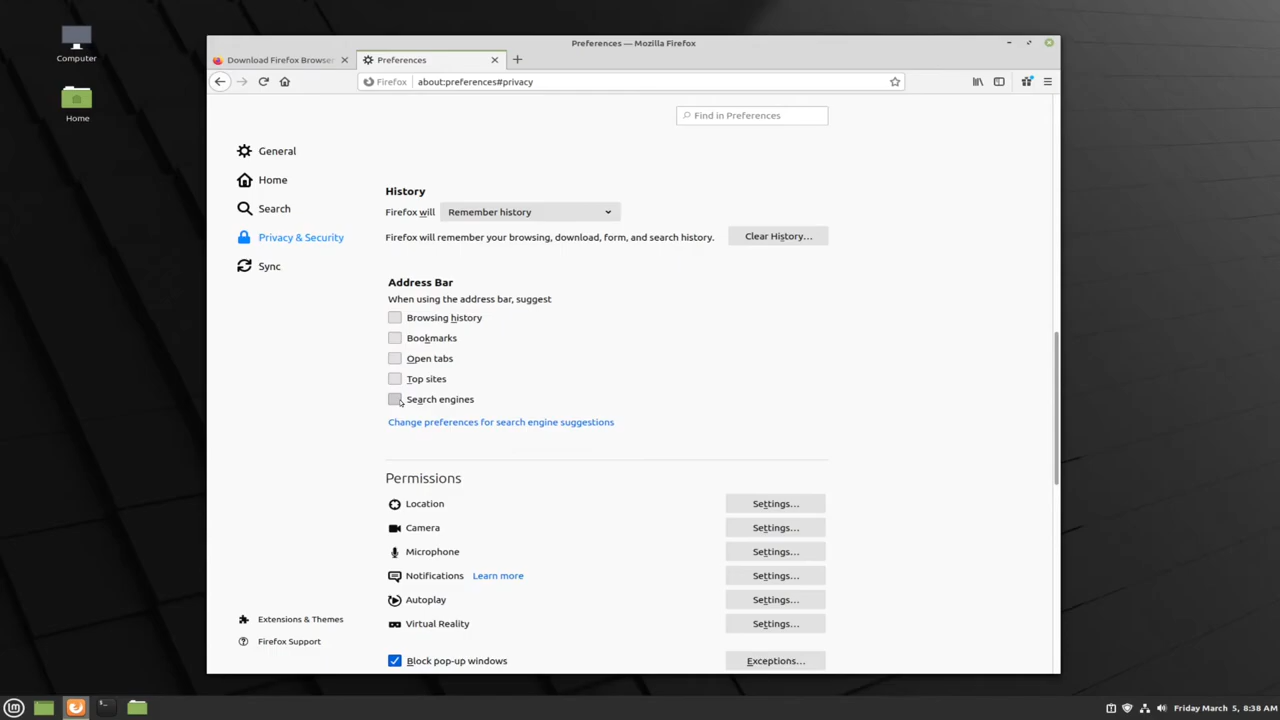 Computer
Home
Preferences — Mozilla Firefox
Download Firefox Browser
Preferences
Firefox
about:preferences#privacy
Find in Preferences
General
Home
Search
Privacy & Security
Sync
Extensions & Themes
Firefox Support
History
Firefox will Remember history
Firefox will remember your browsing, download, form, and search history. Clear History…
Address Bar
When using the address bar, suggest
Browsing history
Bookmarks
Open tabs
Top sites
Search engines
Change preferences for search engine suggestions
Permissions
Location Settings…
Camera Settings…
Microphone Settings…
Notifications Learn more Settings…
Autoplay Settings…
Virtual Reality Settings…
Block pop-up windows Exceptions…
Friday March 5, 8:38 AM